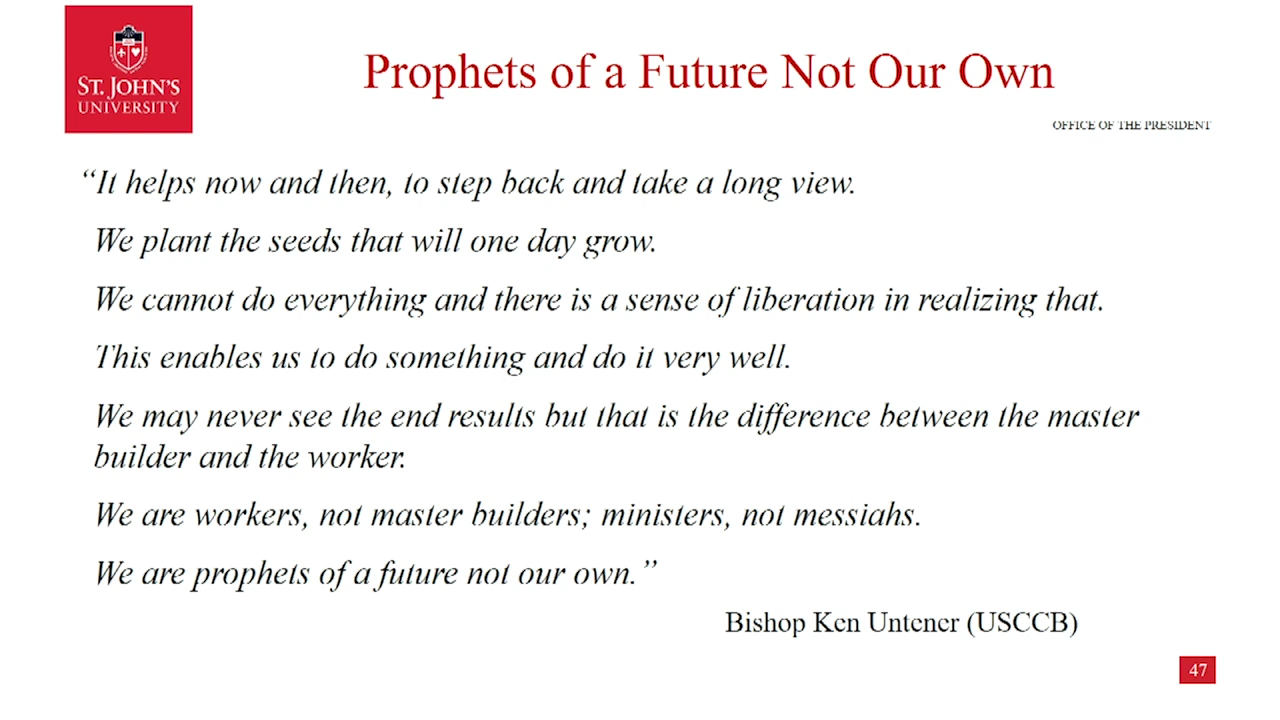 ST. JOHN'S
UNIVERSITY
Prophets of a Future Not Our Own
OFFICE OF THE PRESIDENT
“It helps now and then, to step back and take a long view.
We plant the seeds that will one day grow.
We cannot do everything and there is a sense of liberation in realizing that.
This enables us to do something and do it very well.
We may never see the end results but that is the difference between the master
builder and the worker.
We are workers, not master builders; ministers, not messiahs.
We are prophets of a future not our own.”
Bishop Ken Untener (USCCB)
47